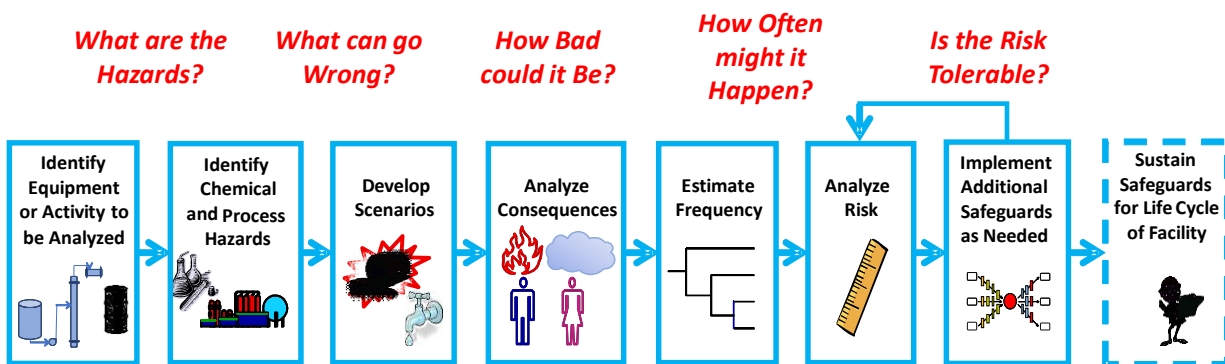 What are the
Hazards?
What can go
Wrong?
How Bad
could it Be?
How Often
might it
Happen?
Is the Risk
Tolerable?
Identify
Equipment
or Activity to
be Analyzed
Identify
Chemical
and Process
Hazards
Develop
Scenarios
Analyze
Consequences
Estimate
Frequency
Analyze
Risk
Implement
Additional
Safeguards
as Needed
Sustain
Safeguards
for Life Cycle
of Facility